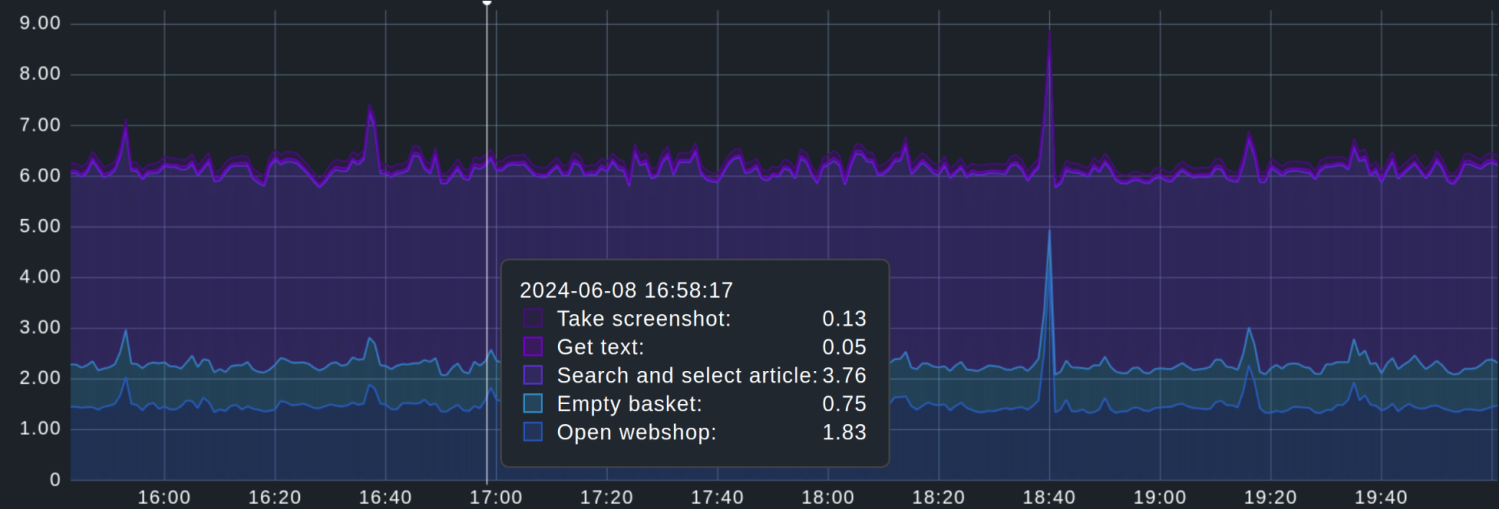 9.00
8.00
7.00
6.00
5.00
4.00
3.00
2.00
1.00
0
2024-06-08 16:58:17
Take screenshot: 0.13
Get text: 0.05
Search and select article: 3.76
Empty basket: 0.75
Open webshop: 1.83
16:00 16:20 16:40 17:00 17:20 17:40 18:00 18:20 18:40 19:00 19:20 19:40